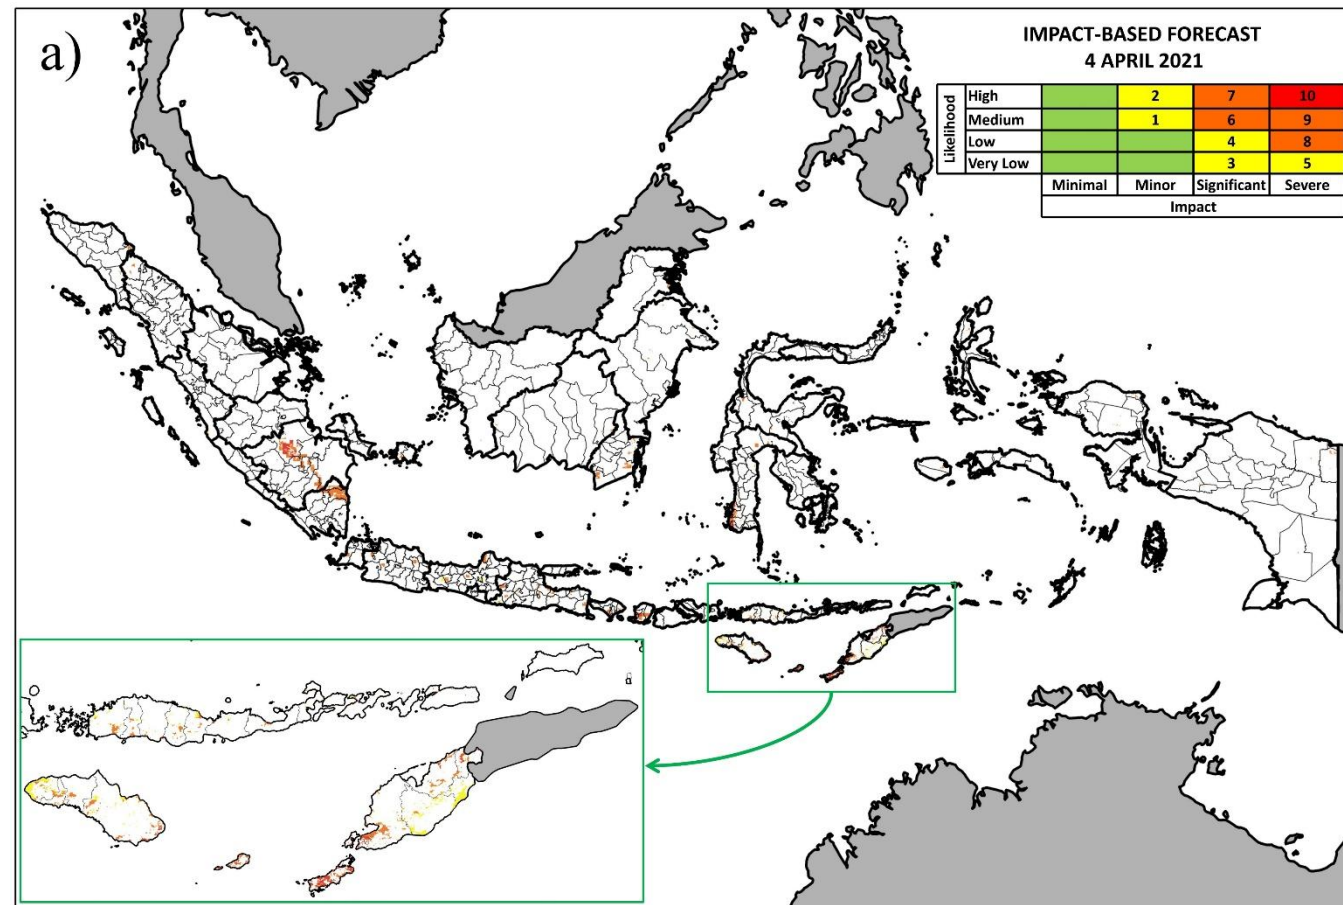 a)
IMPACT-BASED FORECAST
4 APRIL 2021
Likelihood
High 2 7 10
Medium 1 6 9
Low 4 8
Very Low 3 5
Minimal Minor Significant Severe
Impact